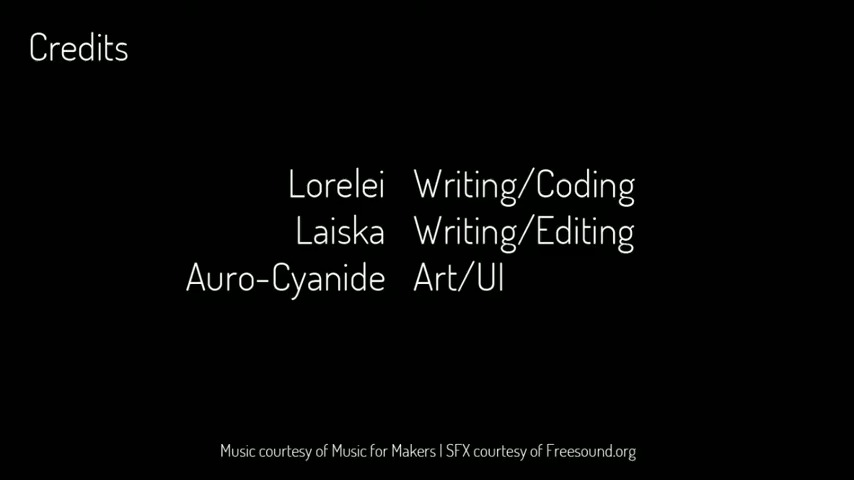 Credits
Lorelei Writing/Coding
Laiska Writing/Editing
Auro-Cyanide Art/UI
Music courtesy of Music for Makers | SFX courtesy of Freesound.org